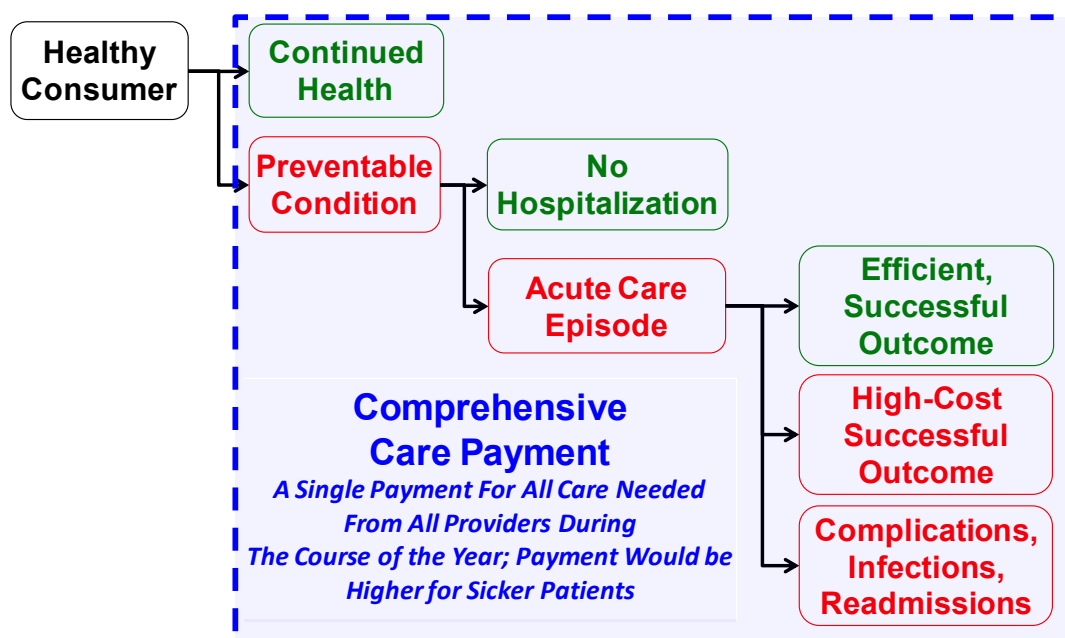 Healthy
Consumer
Continued
Health
Preventable
Condition
No
Hospitalization
Acute Care
Episode
Efficient,
Successful
Outcome
High-Cost
Successful
Outcome
Complications,
Infections,
Readmissions
Comprehensive
Care Payment
A Single Payment For All Care Needed
From All Providers During
The Course of the Year; Payment Would be
Higher for Sicker Patients